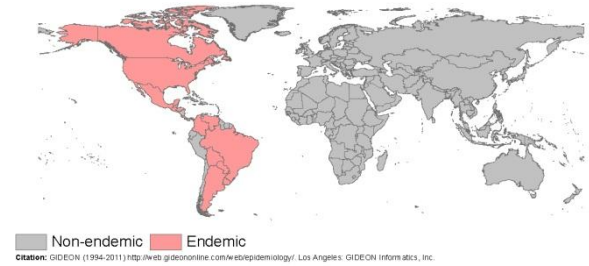 Non-endemic Endemic
Citation: GIDEON (1994-2011) http://web.gideononline.com/web/epidemiology/. Los Angeles: GIDEON Informatics, Inc.